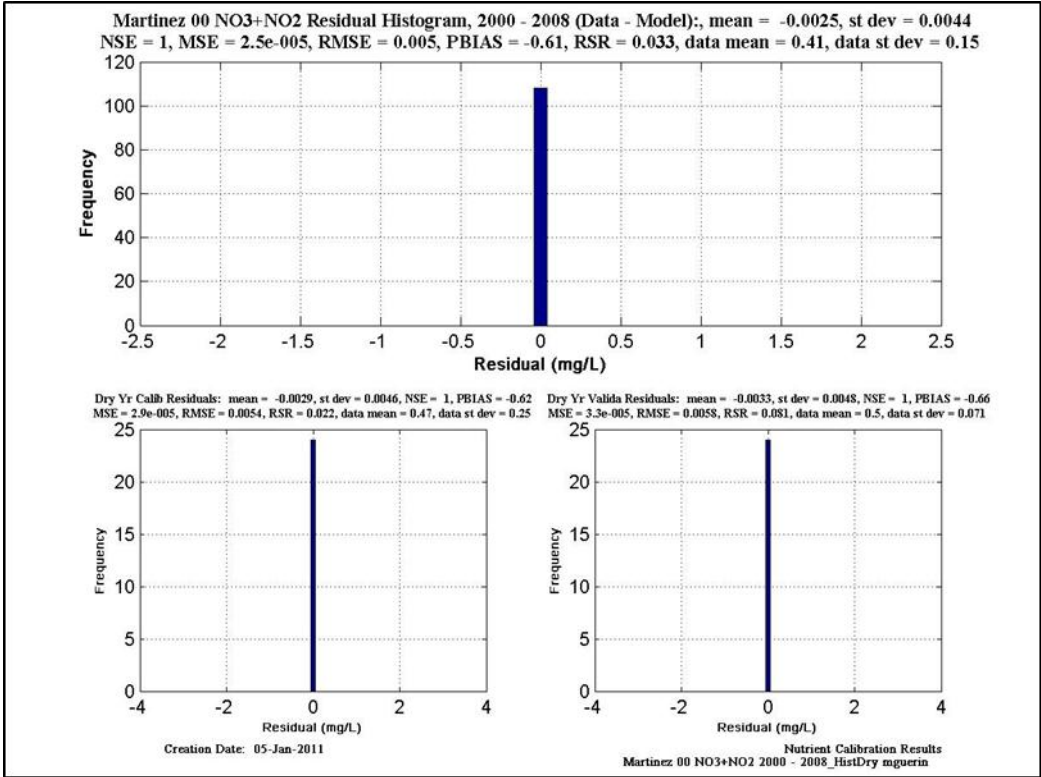 Martinez 00 NO3+NO2 Residual Histogram, 2000 - 2008 (Data - Model):, mean = -0.0025, st dev = 0.0044
NSE = 1, MSE = 2.5e-005, RMSE = 0.005, PBIAS = -0.61, RSR = 0.033, data mean = 0.41, data st dev = 0.15
120
100
80
60
40
20
0
Frequency
-2.5 -2 -1.5 -1 -0.5 0 0.5 1 1.5 2 2.5
Residual (mg/L)
Dry Yr Calib Residuals: mean = -0.0029, st dev = 0.0046, NSE = 1, PBIAS = -0.62
MSE = 2.9e-005, RMSE = 0.0054, RSR = 0.022, data mean = 0.47, data st dev = 0.25
25
20
15
10
5
0
Frequency
-4 -2 0 2 4
Residual (mg/L)
Dry Yr Valida Residuals: mean = -0.0033, st dev = 0.0048, NSE = 1, PBIAS = -0.66
MSE = 3.3e-005, RMSE = 0.0058, RSR = 0.081, data mean = 0.5, data st dev = 0.071
25
20
15
10
5
0
Frequency
-4 -2 0 2 4
Residual (mg/L)
Creation Date: 05-Jan-2011
Nutrient Calibration Results
Martinez 00 NO3+NO2 2000 - 2008_HistDry mguerin